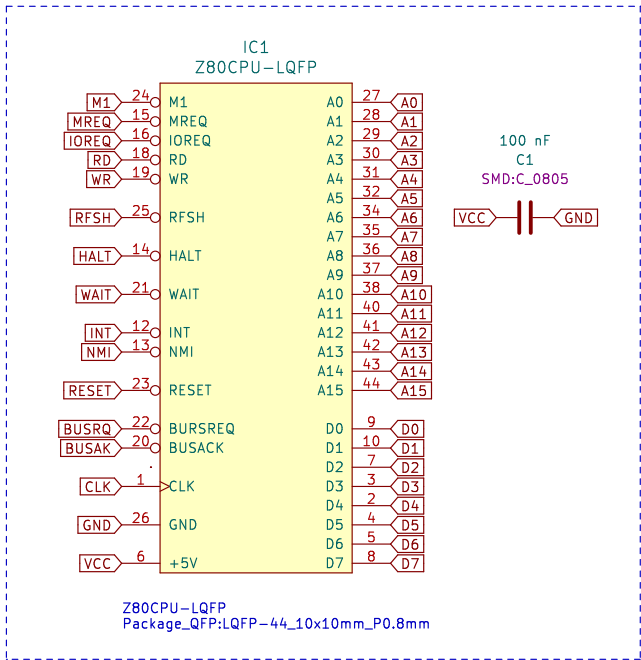 IC1
Z80CPU-LQFP
M1 24 M1 A0 27 A0
MREQ 15 MREQ A1 28 A1
IOREQ 16 IOREQ A2 29 A2
RD 18 RD A3 30 A3
WR 19 WR A4 31 A4
A5 32 A5
RFSH 25 RFSH A6 34 A6
A7 35 A7
HALT 14 HALT A8 36 A8
A9 37 A9
WAIT 21 WAIT A10 38 A10
A11 40 A11
INT 12 INT A12 41 A12
NMI 13 NMI A13 42 A13
A14 43 A14
RESET 23 RESET A15 44 A15
BUSRQ 22 BURSREQ D0 9 D0
BUSAK 20 BUSACK D1 10 D1
D2 7 D2
CLK 1 CLK D3 3 D3
D4 2 D4
GND 26 GND D5 4 D5
D6 5 D6
VCC 6 +5V D7 8 D7
100 nF
C1
SMD:C_0805
VCC GND
Z80CPU-LQFP
Package_QFP:LQFP-44_10x10mm_P0.8mm